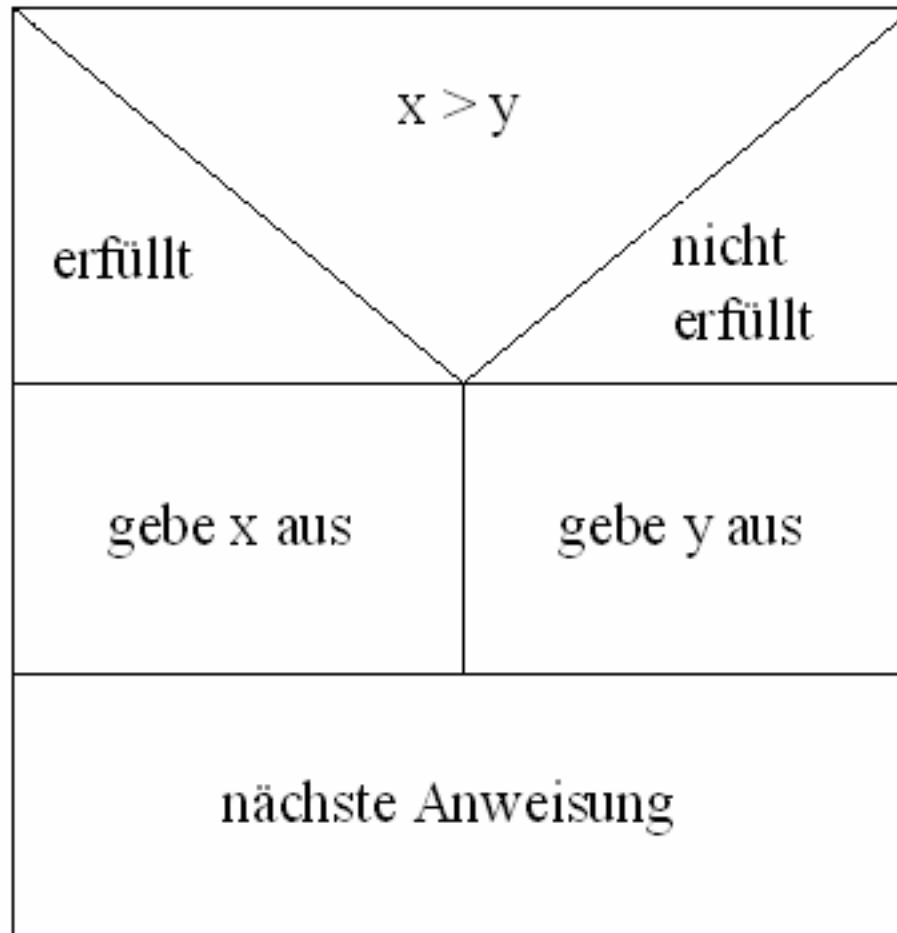 x > y
erfüllt
nicht
erfüllt
gebe x aus
gebe y aus
nächste Anweisung